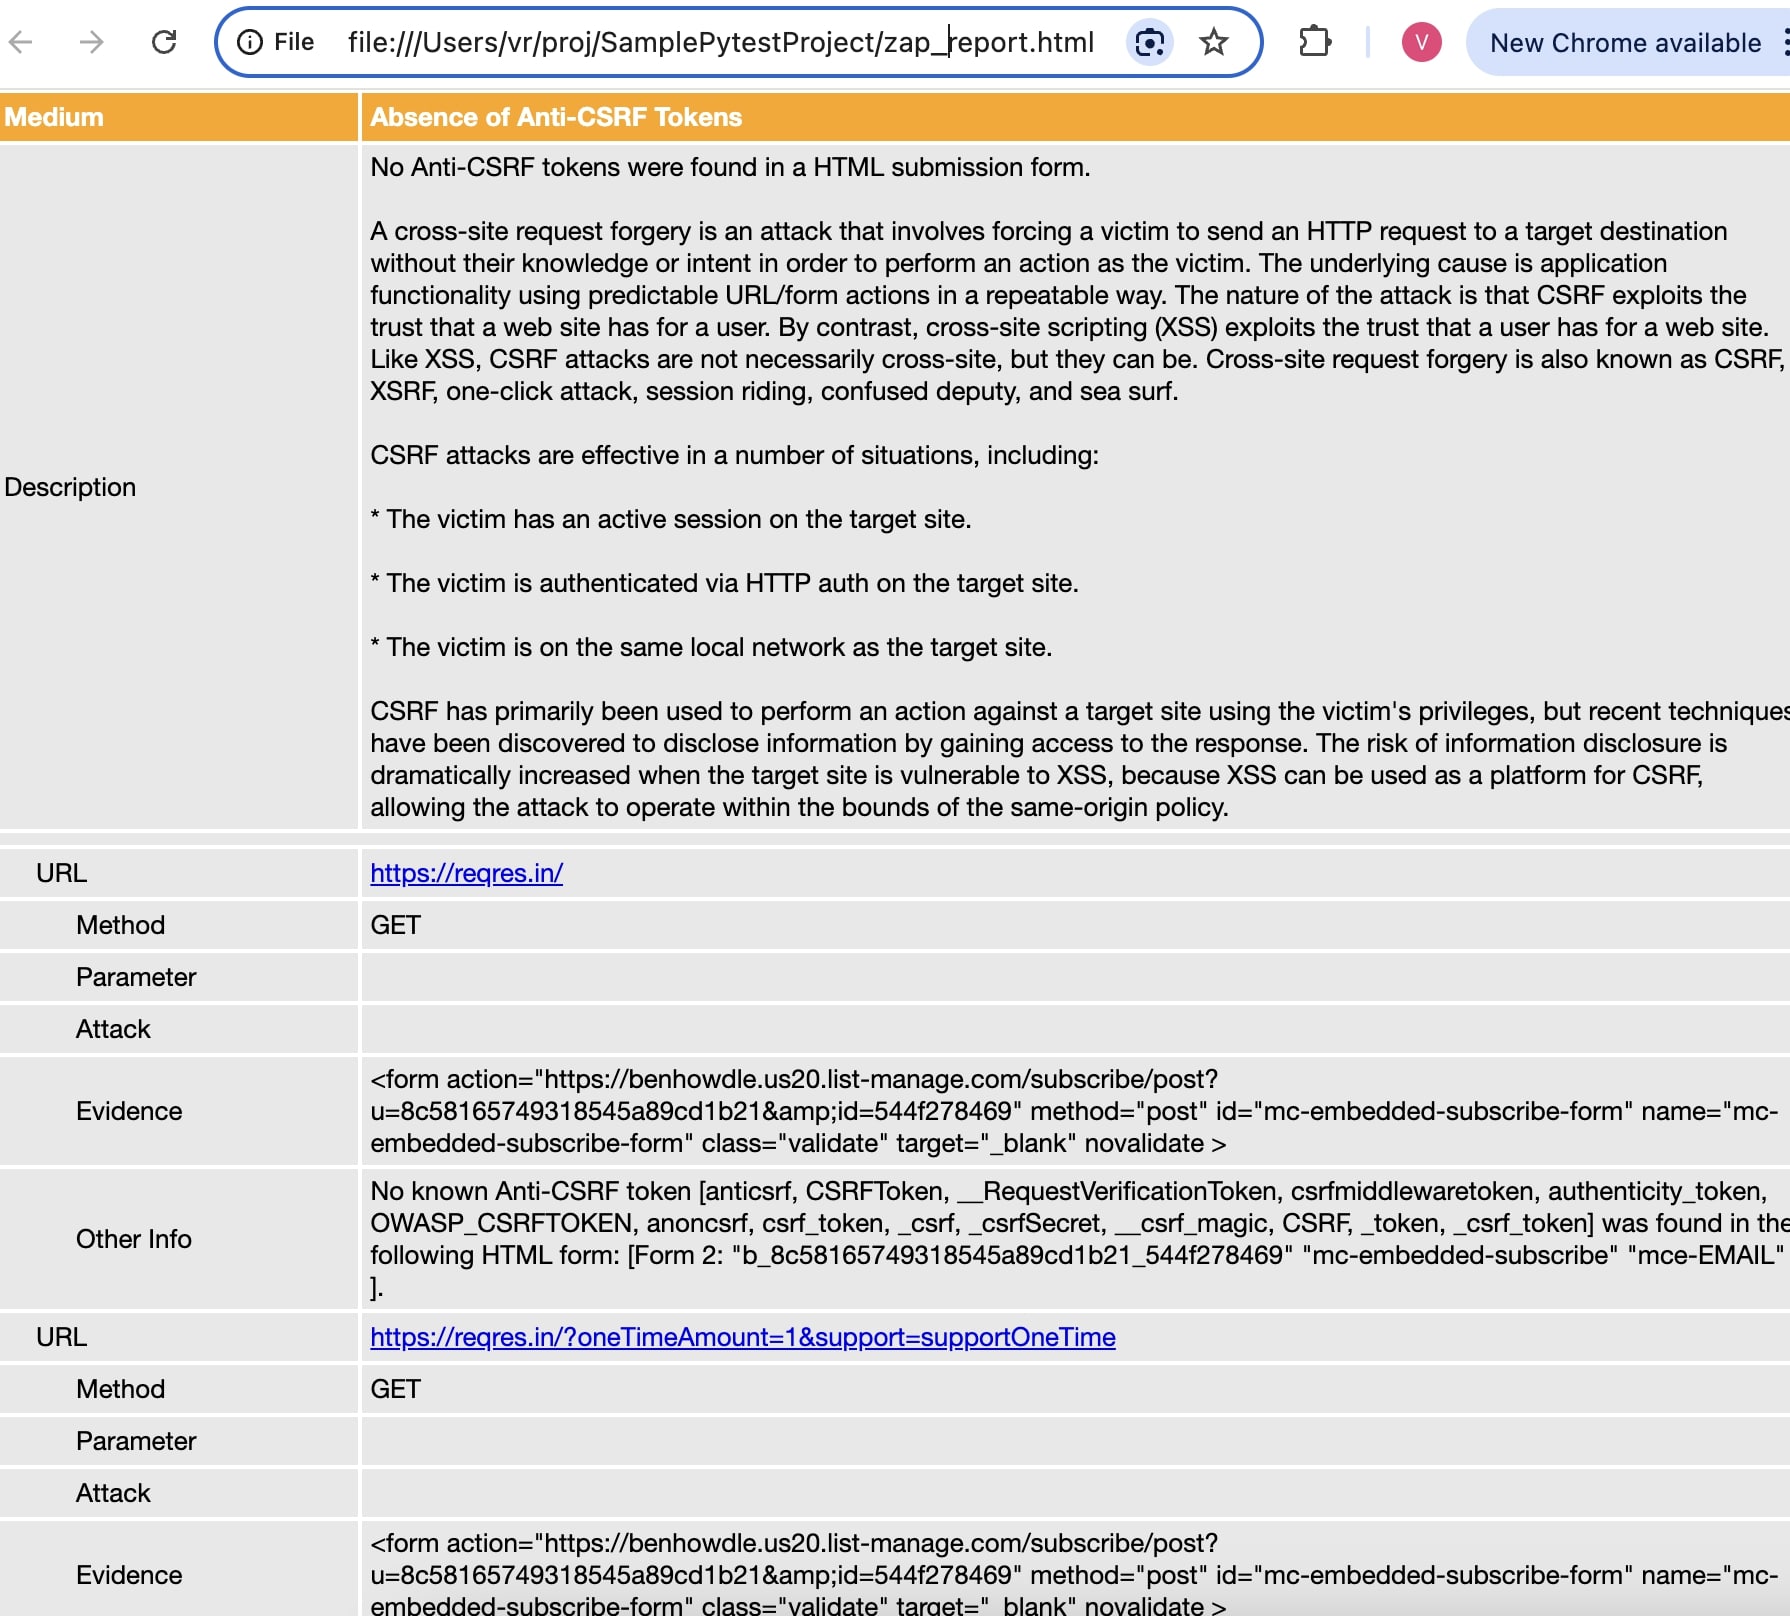 File file:///Users/vr/proj/SamplePytestProject/zap_report.html V New Chrome available
Medium Absence of Anti-CSRF Tokens
Description
No Anti-CSRF tokens were found in a HTML submission form.
A cross-site request forgery is an attack that involves forcing a victim to send an HTTP request to a target destination
without their knowledge or intent in order to perform an action as the victim. The underlying cause is application
functionality using predictable URL/form actions in a repeatable way. The nature of the attack is that CSRF exploits the
trust that a web site has for a user. By contrast, cross-site scripting (XSS) exploits the trust that a user has for a web site.
Like XSS, CSRF attacks are not necessarily cross-site, but they can be. Cross-site request forgery is also known as CSRF,
XSRF, one-click attack, session riding, confused deputy, and sea surf.
CSRF attacks are effective in a number of situations, including:
* The victim has an active session on the target site.
* The victim is authenticated via HTTP auth on the target site.
* The victim is on the same local network as the target site.
CSRF has primarily been used to perform an action against a target site using the victim's privileges, but recent techniques
have been discovered to disclose information by gaining access to the response. The risk of information disclosure is
dramatically increased when the target site is vulnerable to XSS, because XSS can be used as a platform for CSRF,
allowing the attack to operate within the bounds of the same-origin policy.
URL https://reqres.in/
Method GET
Parameter
Attack
Evidence
<form action="https://benhowdle.us20.list-manage.com/subscribe/post?
u=8c58165749318545a89cd1b21&amp;id=544f278469" method="post" id="mc-embedded-subscribe-form" name="mc-
embedded-subscribe-form" class="validate" target="_blank" novalidate >
Other Info
No known Anti-CSRF token [anticsrf, CSRFToken, __RequestVerificationToken, csrfmiddlewaretoken, authenticity_token,
OWASP_CSRFTOKEN, anoncsrf, csrf_token, _csrf, _csrfSecret, __csrf_magic, CSRF, _token, _csrf_token] was found in the
following HTML form: [Form 2: "b_8c58165749318545a89cd1b21_544f278469" "mc-embedded-subscribe" "mce-EMAIL"
].
URL https://reqres.in/?oneTimeAmount=1&support=supportOneTime
Method GET
Parameter
Attack
Evidence
<form action="https://benhowdle.us20.list-manage.com/subscribe/post?
u=8c58165749318545a89cd1b21&amp;id=544f278469" method="post" id="mc-embedded-subscribe-form" name="mc-
embedded-subscribe-form" class="validate" target="_blank" novalidate >